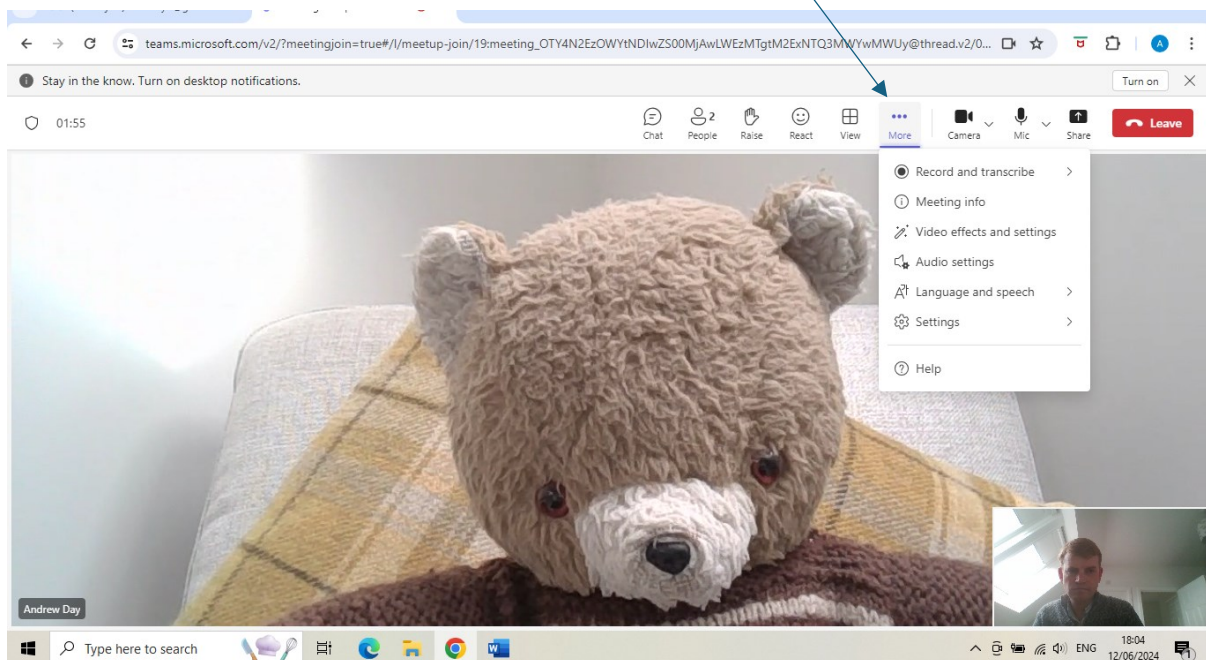 teams.microsoft.com/v2/?meetingjoin=true#/l/meetup-join/19:meeting_OTY4N2EzOWYtNDIwZS00MjAwLWEzMTgtM2ExNTQ3MWYwMWUy@thread.v2/0...
A
Stay in the know. Turn on desktop notifications.
Turn on
01:55
2
Chat
People
Raise
React
View
More
Camera
Mic
Share
Leave
Record and transcribe
Meeting info
Video effects and settings
Audio settings
Language and speech
Settings
Help
Andrew Day
Type here to search
ENG
18:04
12/06/2024
1